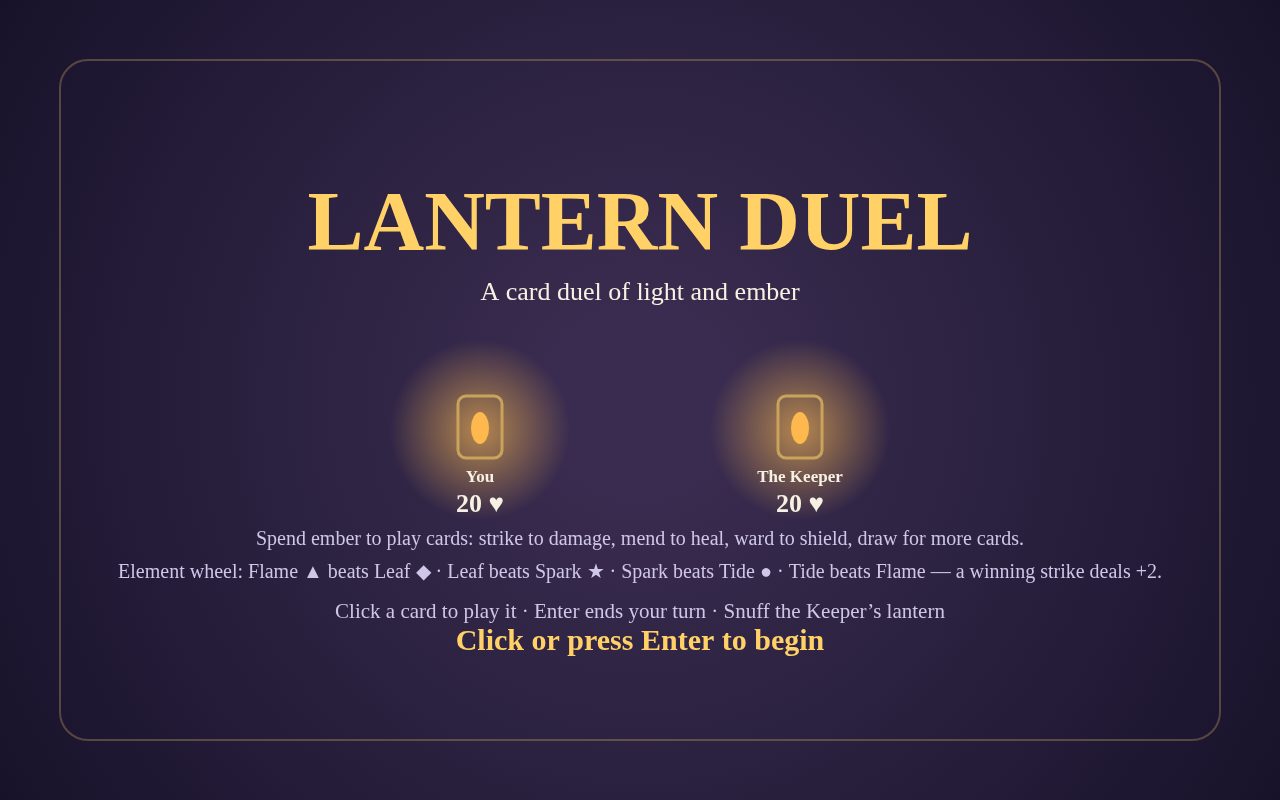 LANTERN DUEL
A card duel of light and ember
You
20 ♥
The Keeper
20 ♥
Spend ember to play cards: strike to damage, mend to heal, ward to shield, draw for more cards.
Element wheel: Flame ▲ beats Leaf ◆ · Leaf beats Spark ★ · Spark beats Tide ● · Tide beats Flame — a winning strike deals +2.
Click a card to play it · Enter ends your turn · Snuff the Keeper’s lantern
Click or press Enter to begin